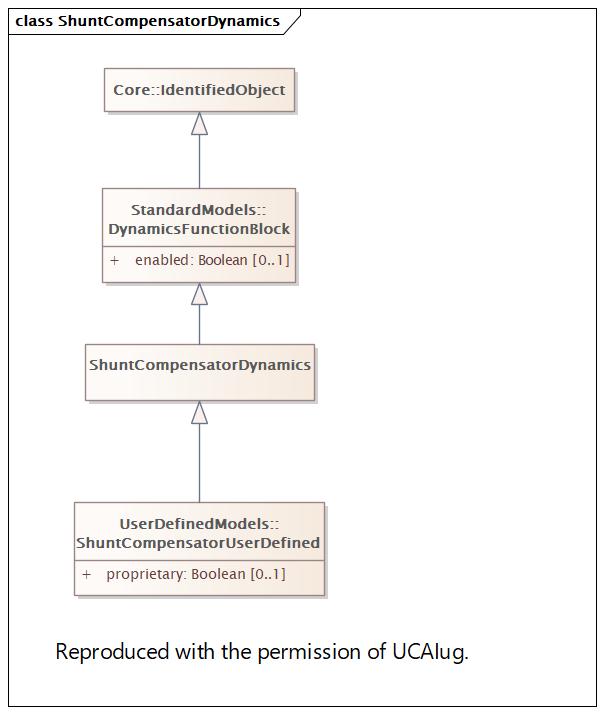 class ShuntCompensatorDynamics
Core::IdentifiedObject
StandardModels::
DynamicsFunctionBlock
+ enabled: Boolean [0..1]
ShuntCompensatorDynamics
UserDefinedModels::
ShuntCompensatorUserDefined
+ proprietary: Boolean [0..1]
Reproduced with the permission of UCAIug.